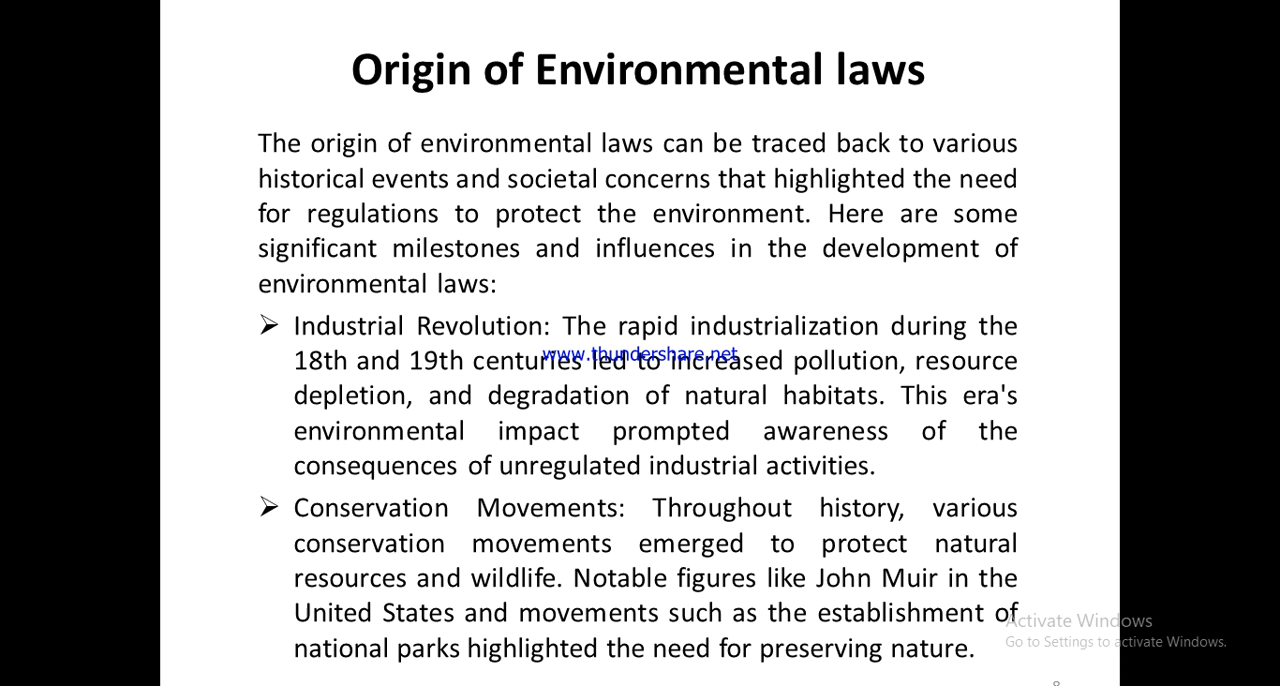 Origin of Environmental laws
The origin of environmental laws can be traced back to various
historical events and societal concerns that highlighted the need
for regulations to protect the environment. Here are some
significant milestones and influences in the development of
environmental laws:
➢ Industrial Revolution: The rapid industrialization during the
18th and 19th centuries led to increased pollution, resource
www.thundershare.net
depletion, and degradation of natural habitats. This era's
environmental impact prompted awareness of the
consequences of unregulated industrial activities.
➢ Conservation Movements: Throughout history, various
conservation movements emerged to protect natural
resources and wildlife. Notable figures like John Muir in the
United States and movements such as the establishment of
national parks highlighted the need for preserving nature.
Activate Windows
Go to Settings to activate Windows.